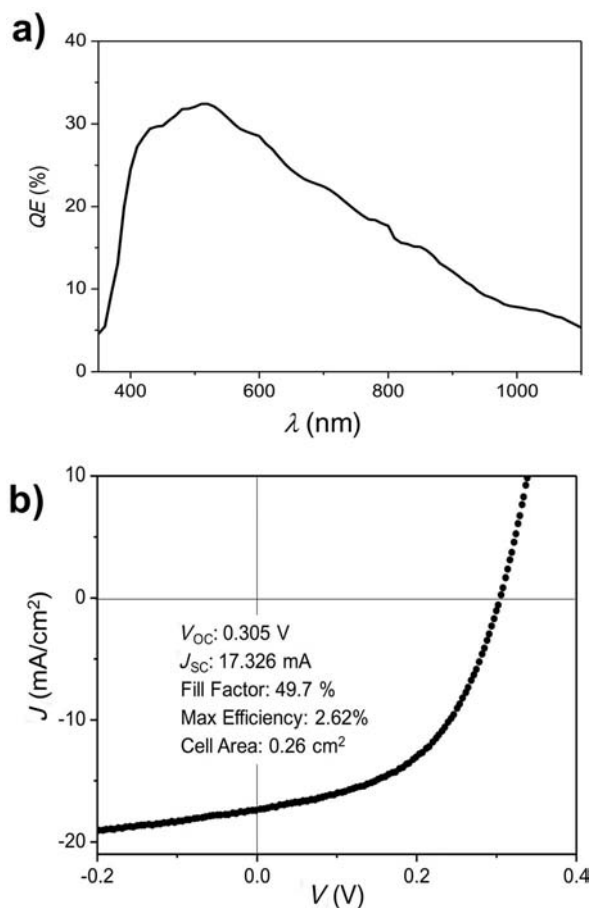 a)
40
30
20
10
0
QE (%)
400 600 800 1000
λ (nm)
b)
10
0
-10
-20
J (mA/cm²)
V_OC: 0.305 V
J_SC: 17.326 mA
Fill Factor: 49.7 %
Max Efficiency: 2.62%
Cell Area: 0.26 cm²
-0.2 0.0 0.2 0.4
V (V)